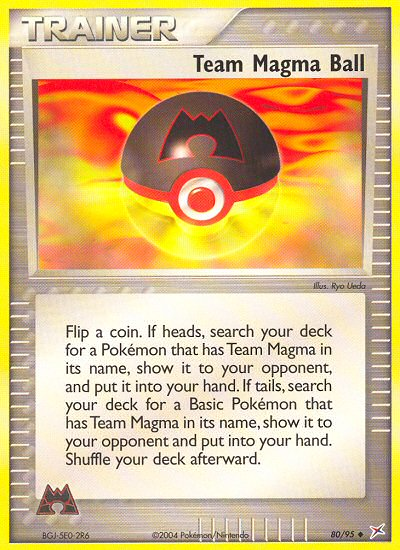 TRAINER
Team Magma Ball
Illus. Ryo Ueda
Flip a coin. If heads, search your deck
for a Pokémon that has Team Magma in
its name, show it to your opponent,
and put it into your hand. If tails, search
your deck for a Basic Pokémon that
has Team Magma in its name, show it to
your opponent and put into your hand.
Shuffle your deck afterward.
BGJ-5E0-2R6
©2004 Pokémon/Nintendo
80/95 ◆